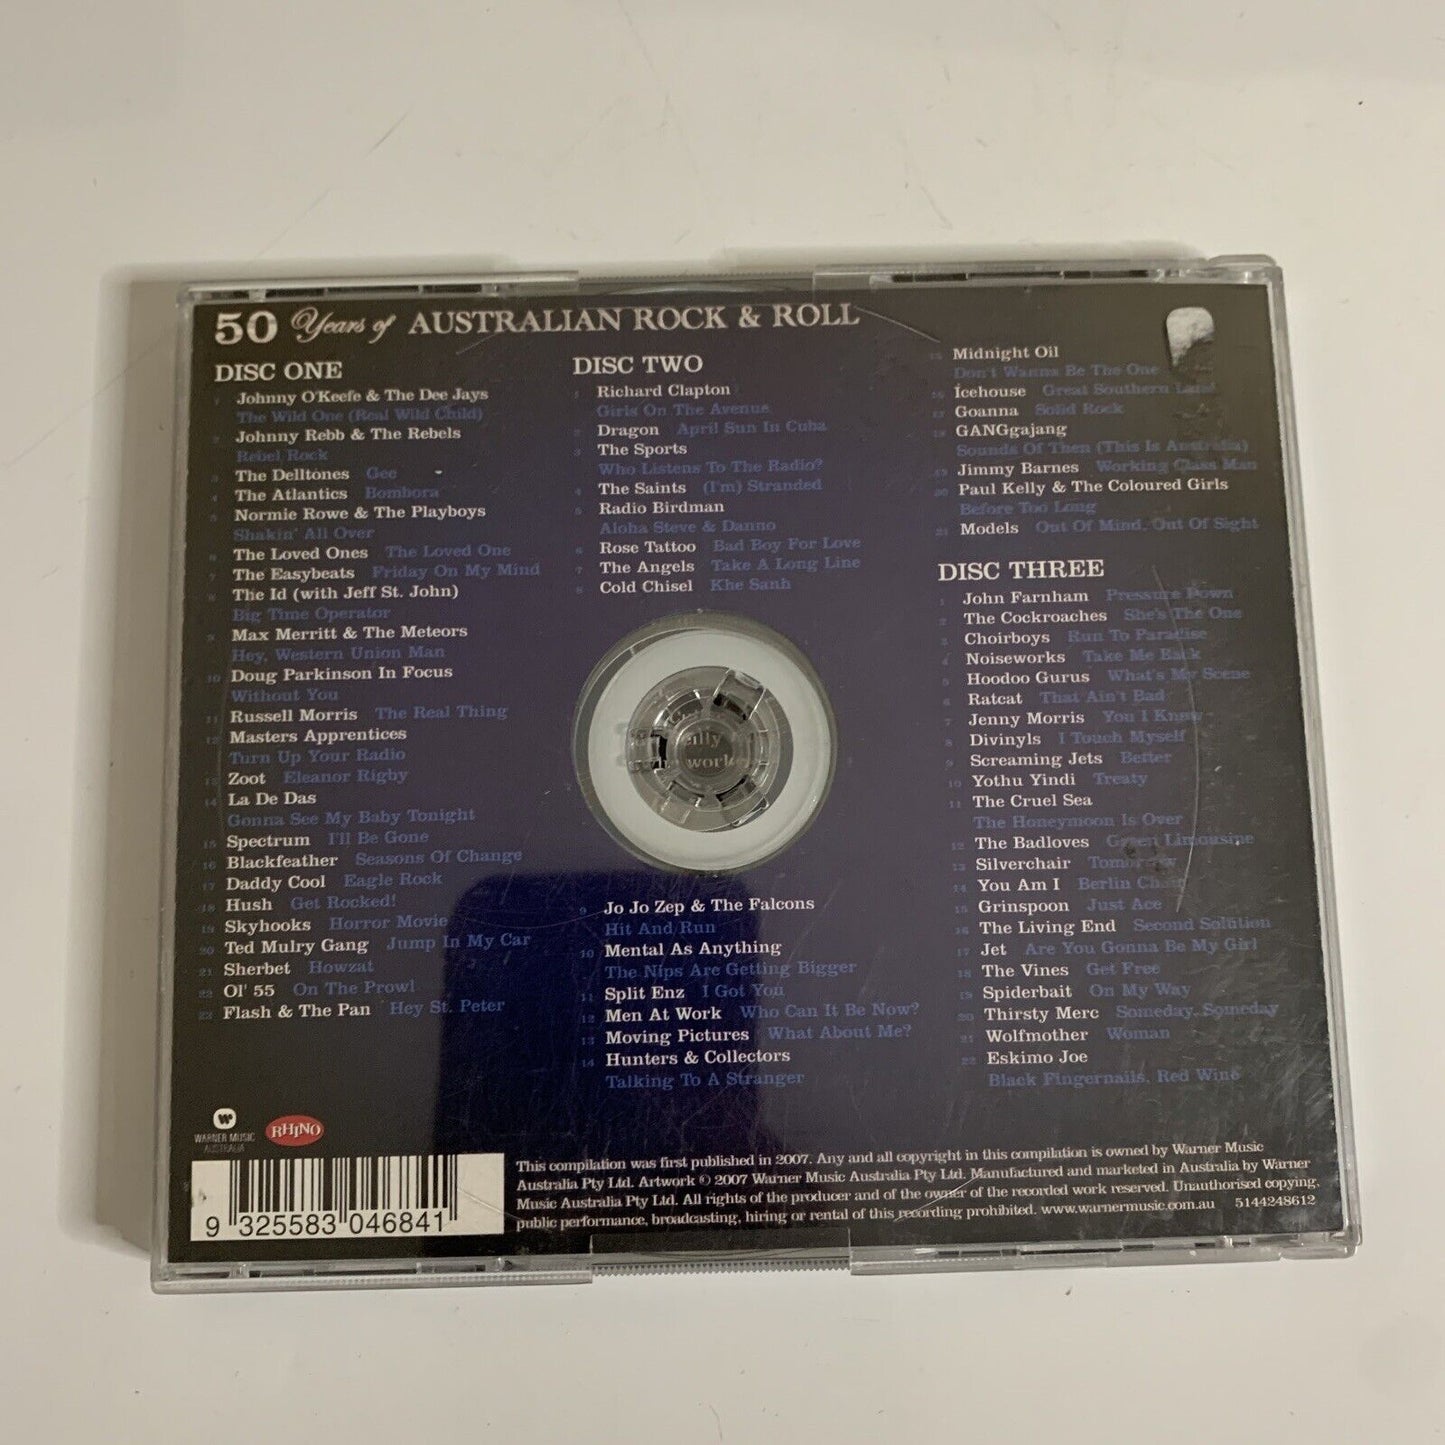 50 Years of AUSTRALIAN ROCK & ROLL
DISC ONE
1 Johnny O'Keefe & The Dee Jays
The Wild One (Real Wild Child)
2 Johnny Rebb & The Rebels
Rebel Rock
3 The Delltones Gee
4 The Atlantics Bombora
5 Normie Rowe & The Playboys
Shakin' All Over
6 The Loved Ones The Loved One
7 The Easybeats Friday On My Mind
8 The Id (with Jeff St. John)
Big Time Operator
9 Max Merritt & The Meteors
Hey, Western Union Man
10 Doug Parkinson In Focus
Without You
11 Russell Morris The Real Thing
12 Masters Apprentices
Turn Up Your Radio
13 Zoot Eleanor Rigby
14 La De Das
Gonna See My Baby Tonight
15 Spectrum I'll Be Gone
16 Blackfeather Seasons Of Change
17 Daddy Cool Eagle Rock
18 Hush Get Rocked!
19 Skyhooks Horror Movie
20 Ted Mulry Gang Jump In My Car
21 Sherbet Howzat
22 Ol' 55 On The Prowl
23 Flash & The Pan Hey St. Peter
DISC TWO
1 Richard Clapton
Girls On The Avenue
2 Dragon April Sun In Cuba
3 The Sports
Who Listens To The Radio?
4 The Saints (I'm) Stranded
5 Radio Birdman
Aloha Steve & Danno
6 Rose Tattoo Bad Boy For Love
7 The Angels Take A Long Line
8 Cold Chisel Khe Sanh
9 Jo Jo Zep & The Falcons
Hit And Run
10 Mental As Anything
The Nips Are Getting Bigger
11 Split Enz I Got You
12 Men At Work Who Can It Be Now?
13 Moving Pictures What About Me?
14 Hunters & Collectors
Talking To A Stranger
15 Midnight Oil
Don't Wanna Be The One
16 Icehouse Great Southern Land
17 Goanna Solid Rock
18 GANGgajang
Sounds Of Then (This Is Australia)
19 Jimmy Barnes Working Class Man
20 Paul Kelly & The Coloured Girls
Before Too Long
21 Models Out Of Mind, Out Of Sight
DISC THREE
1 John Farnham Pressure Down
2 The Cockroaches She's The One
3 Choirboys Run To Paradise
4 Noiseworks Take Me Back
5 Hoodoo Gurus What's My Scene
6 Ratcat That Ain't Bad
7 Jenny Morris You I Know
8 Divinyls I Touch Myself
9 Screaming Jets Better
10 Yothu Yindi Treaty
11 The Cruel Sea
The Honeymoon Is Over
12 The Badloves Green Limousine
13 Silverchair Tomorrow
14 You Am I Berlin Chair
15 Grinspoon Just Ace
16 The Living End Second Solution
17 Jet Are You Gonna Be My Girl
18 The Vines Get Free
19 Spiderbait On My Way
20 Thirsty Merc Someday, Someday
21 Wolfmother Woman
22 Eskimo Joe
Black Fingernails, Red Wine
WARNER MUSIC
AUSTRALIA
RHINO
9 325583 046841
This compilation was first published in 2007. Any and all copyright in this compilation is owned by Warner Music
Australia Pty Ltd. Artwork © 2007 Warner Music Australia Pty Ltd. Manufactured and marketed in Australia by Warner
Music Australia Pty Ltd. All rights of the producer and of the owner of the recorded work reserved. Unauthorised copying,
public performance, broadcasting, hiring or rental of this recording prohibited. www.warnermusic.com.au 5144248612